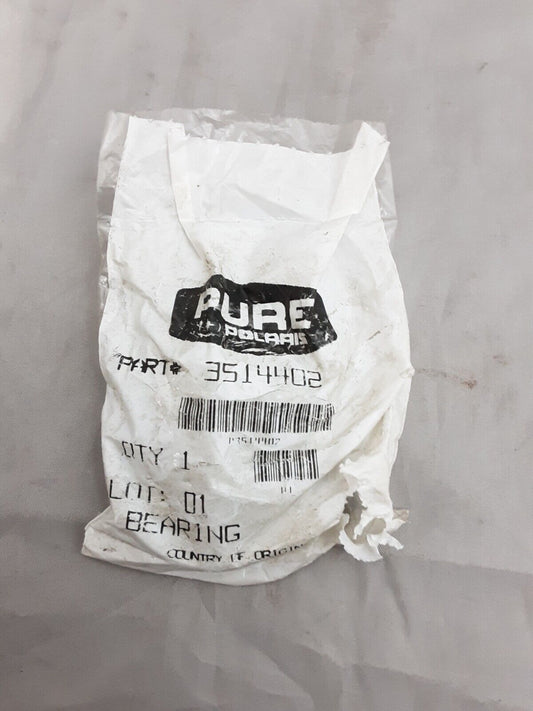 PURE
POLARIS
PART# 3514402
P3514402
QTY 1
LOT: 01
BEARING
COUNTRY OF ORIGIN